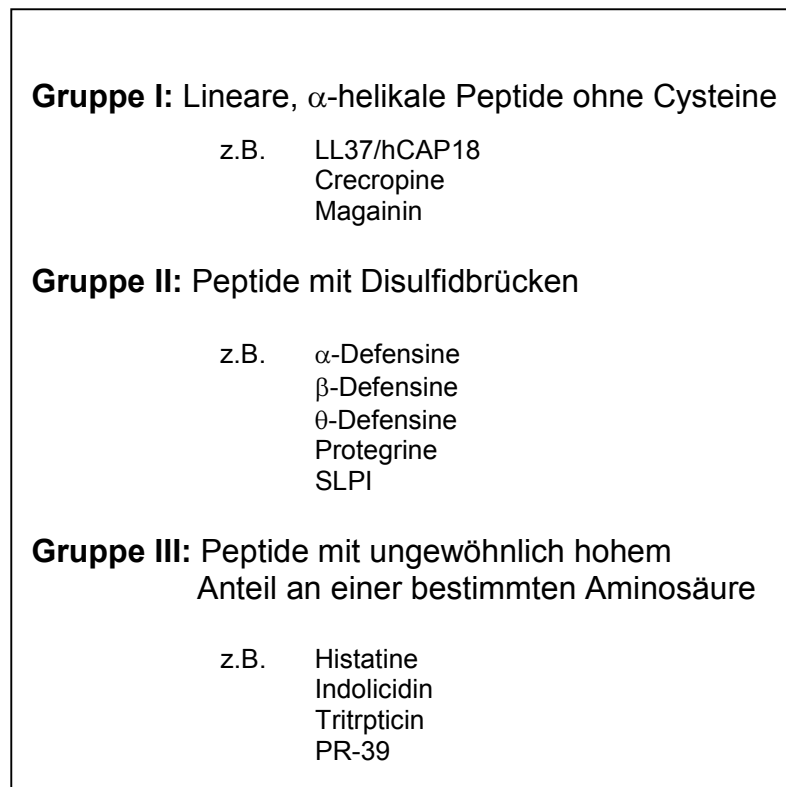 Gruppe I: Lineare, α-helikale Peptide ohne Cysteine
z.B. LL37/hCAP18
Crecropine
Magainin
Gruppe II: Peptide mit Disulfidbrücken
z.B. α-Defensine
β-Defensine
θ-Defensine
Protegrine
SLPI
Gruppe III: Peptide mit ungewöhnlich hohem
Anteil an einer bestimmten Aminosäure
z.B. Histatine
Indolicidin
Tritrpticin
PR-39